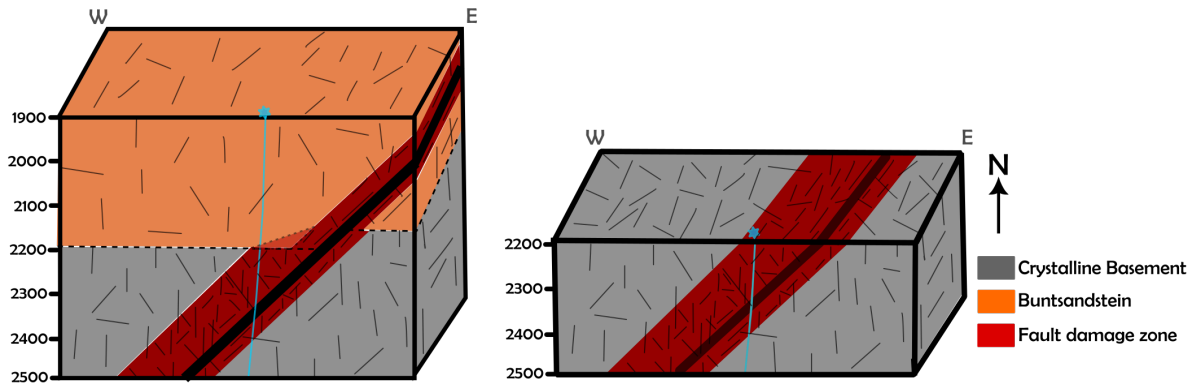 W
E
1900
2000
2100
2200
2300
2400
2500
W
E
2200
2300
2400
2500
N
Crystalline Basement
Buntsandstein
Fault damage zone